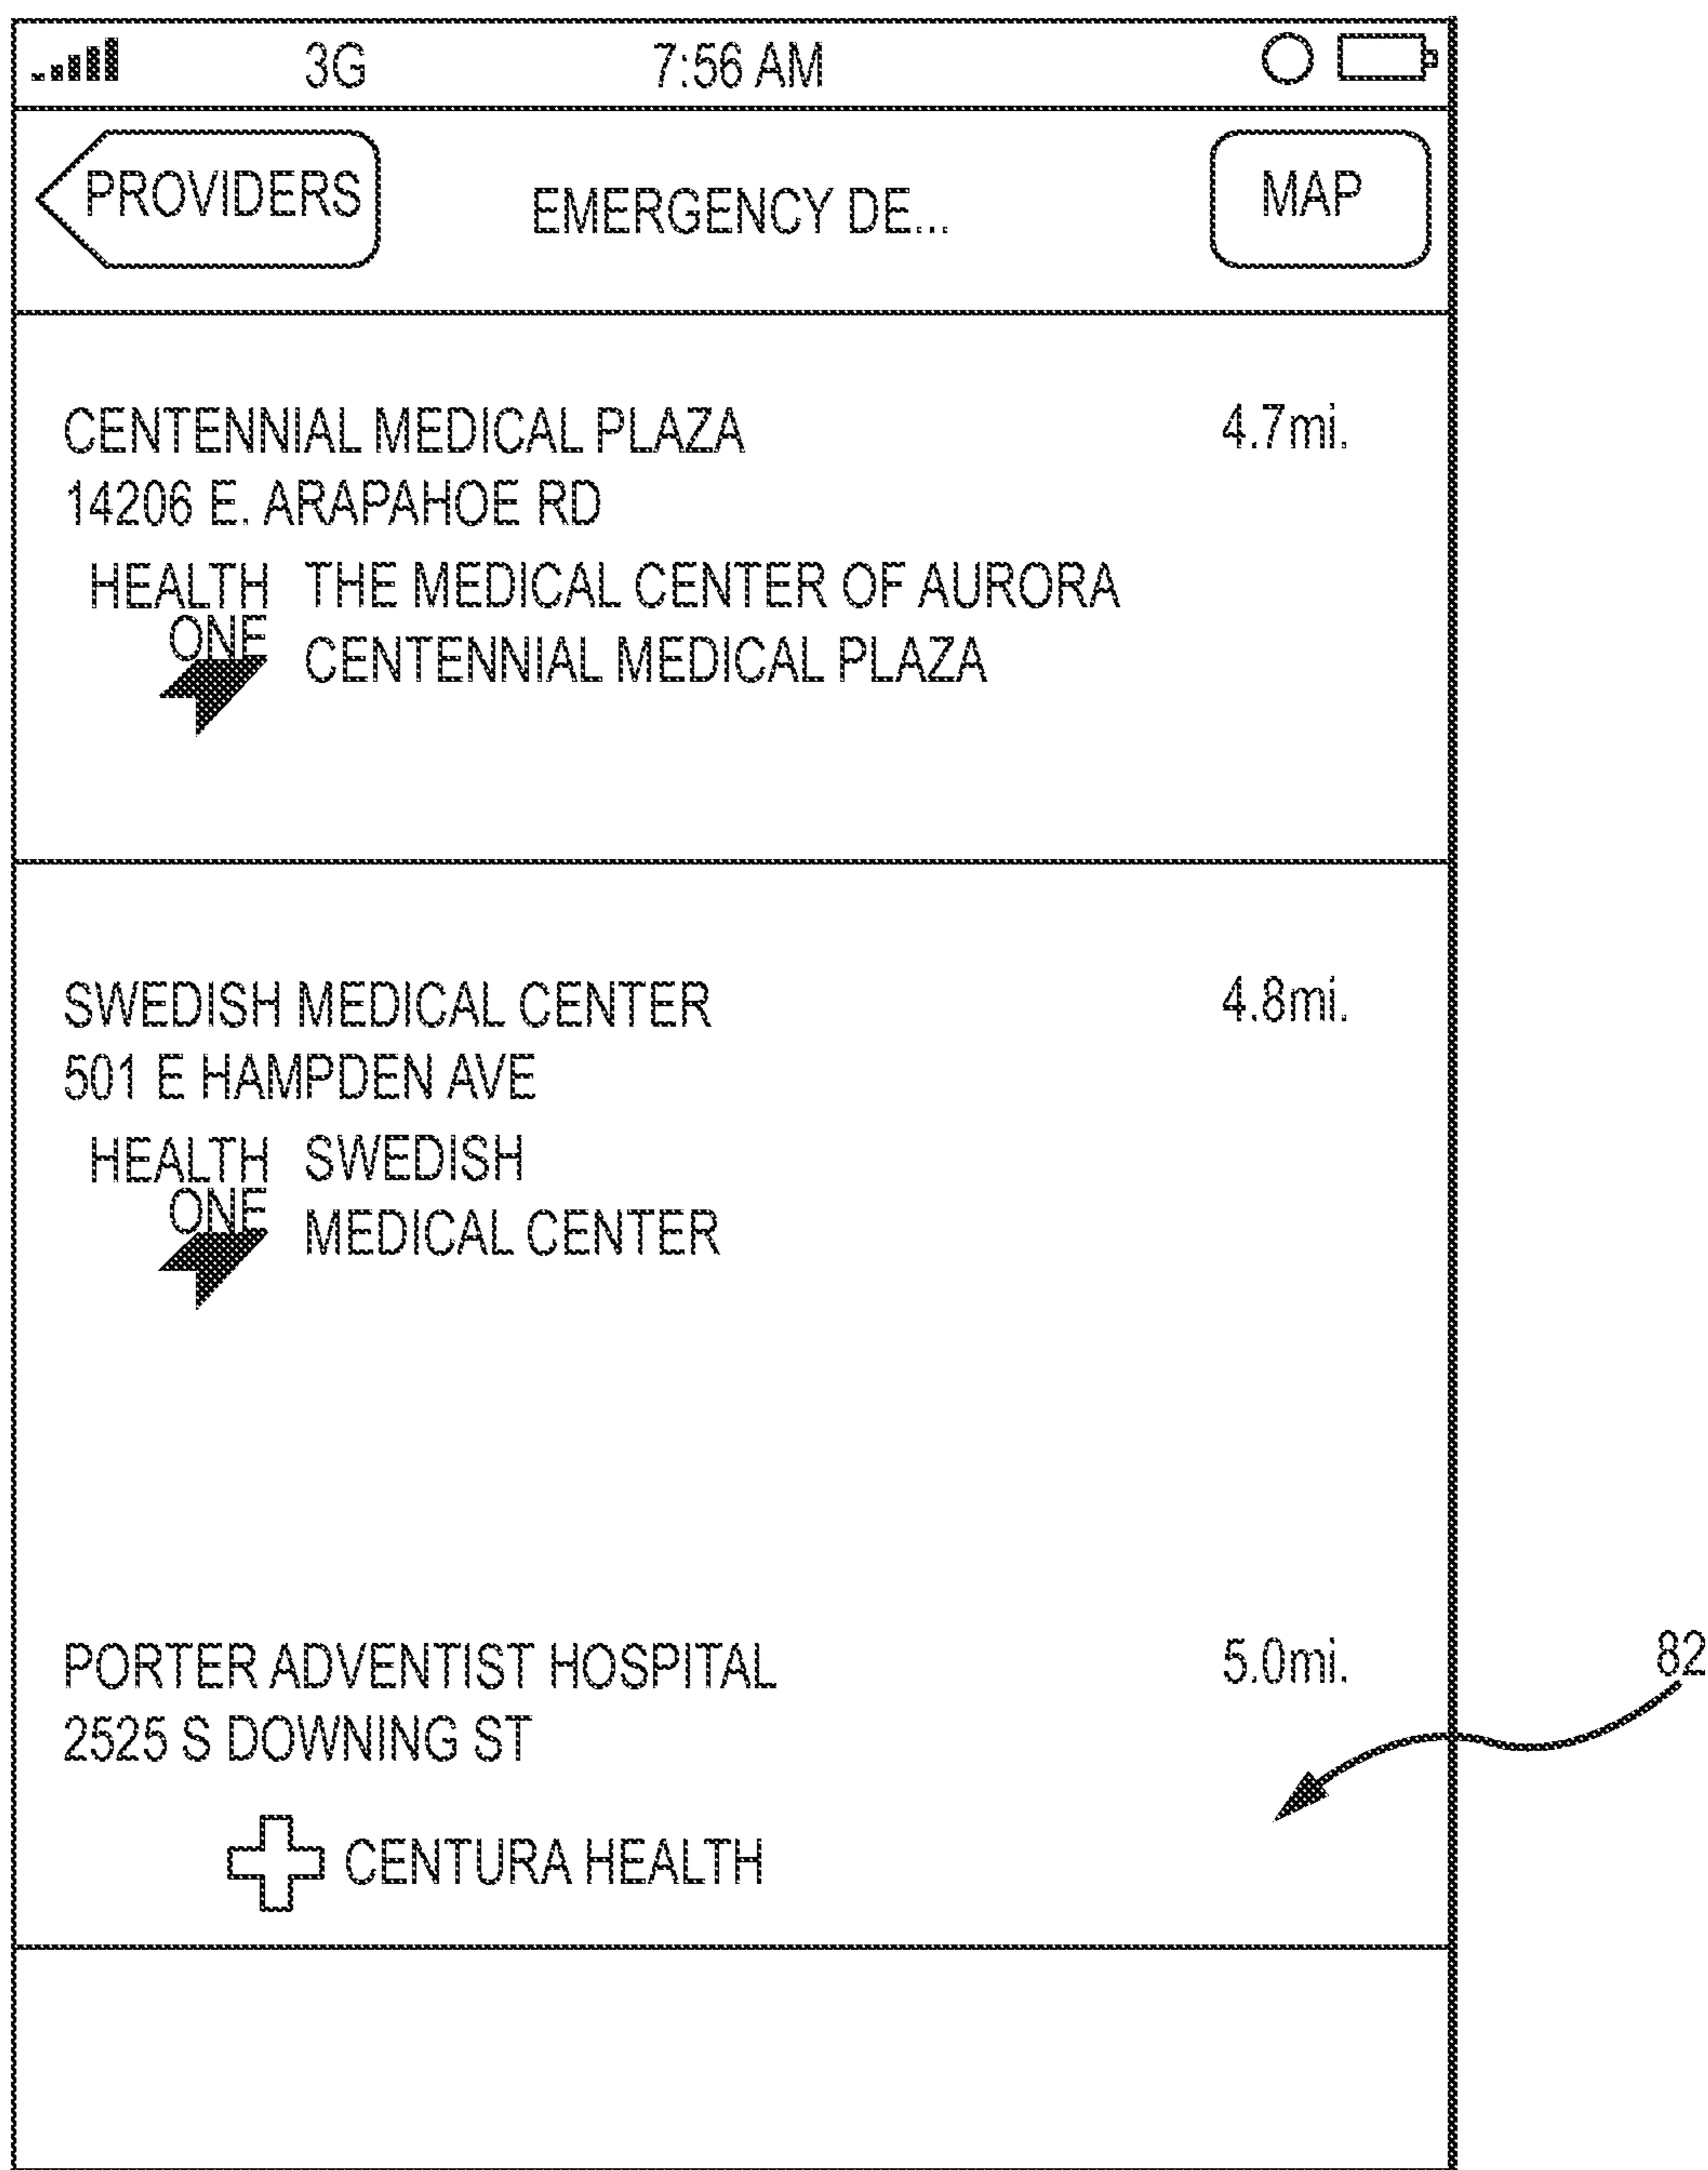 3G 7:56 AM
PROVIDERS EMERGENCY DE... MAP
CENTENNIAL MEDICAL PLAZA 4.7mi.
14206 E. ARAPAHOE RD
HEALTH THE MEDICAL CENTER OF AURORA
ONE CENTENNIAL MEDICAL PLAZA
SWEDISH MEDICAL CENTER 4.8mi.
501 E HAMPDEN AVE
HEALTH SWEDISH
ONE MEDICAL CENTER
PORTER ADVENTIST HOSPITAL 5.0mi. 82
2525 S DOWNING ST
CENTURA HEALTH